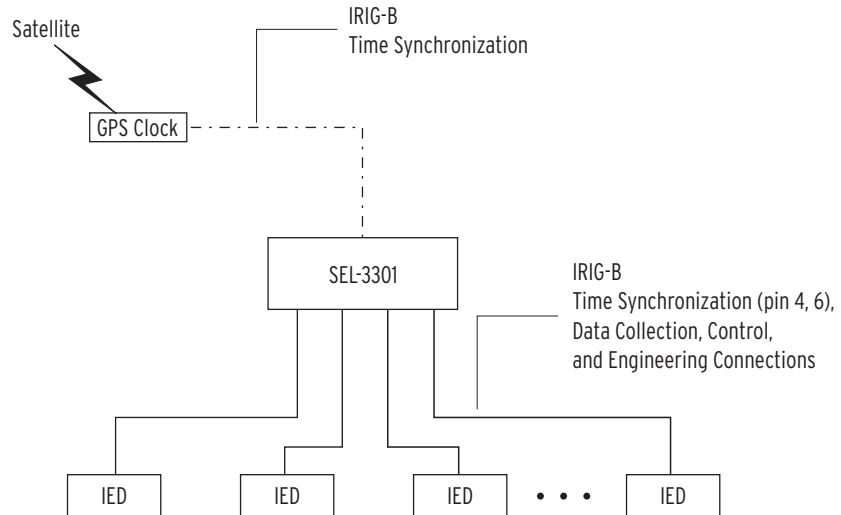 Satellite
IRIG-B
Time Synchronization
GPS Clock
SEL-3301
IRIG-B
Time Synchronization (pin 4, 6),
Data Collection, Control,
and Engineering Connections
IED
IED
IED
• • •
IED